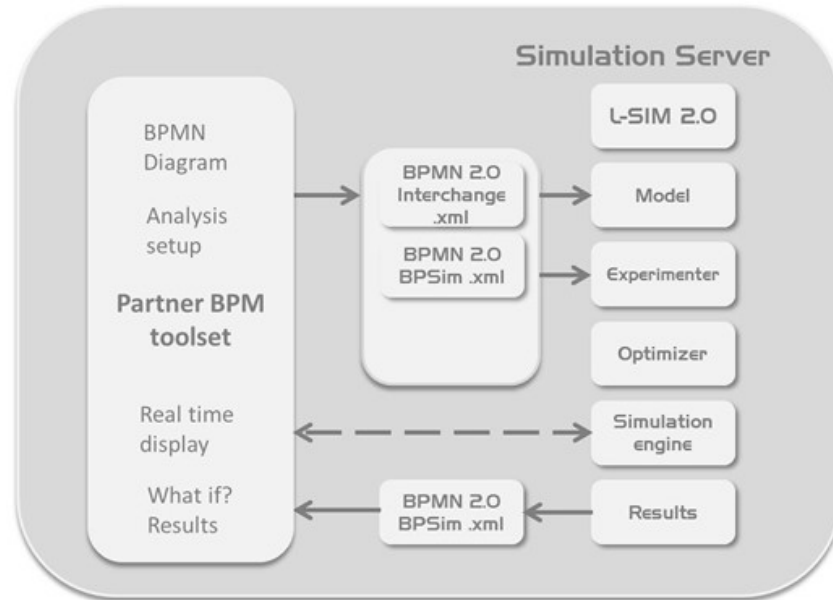 Simulation Server
BPMN
Diagram
Analysis
setup
Partner BPM
toolset
Real time
display
What if?
Results
BPMN 2.0
Interchange
.xml
BPMN 2.0
BPSim .xml
BPMN 2.0
BPSim .xml
L-SIM 2.0
Model
Experimenter
Optimizer
Simulation
engine
Results